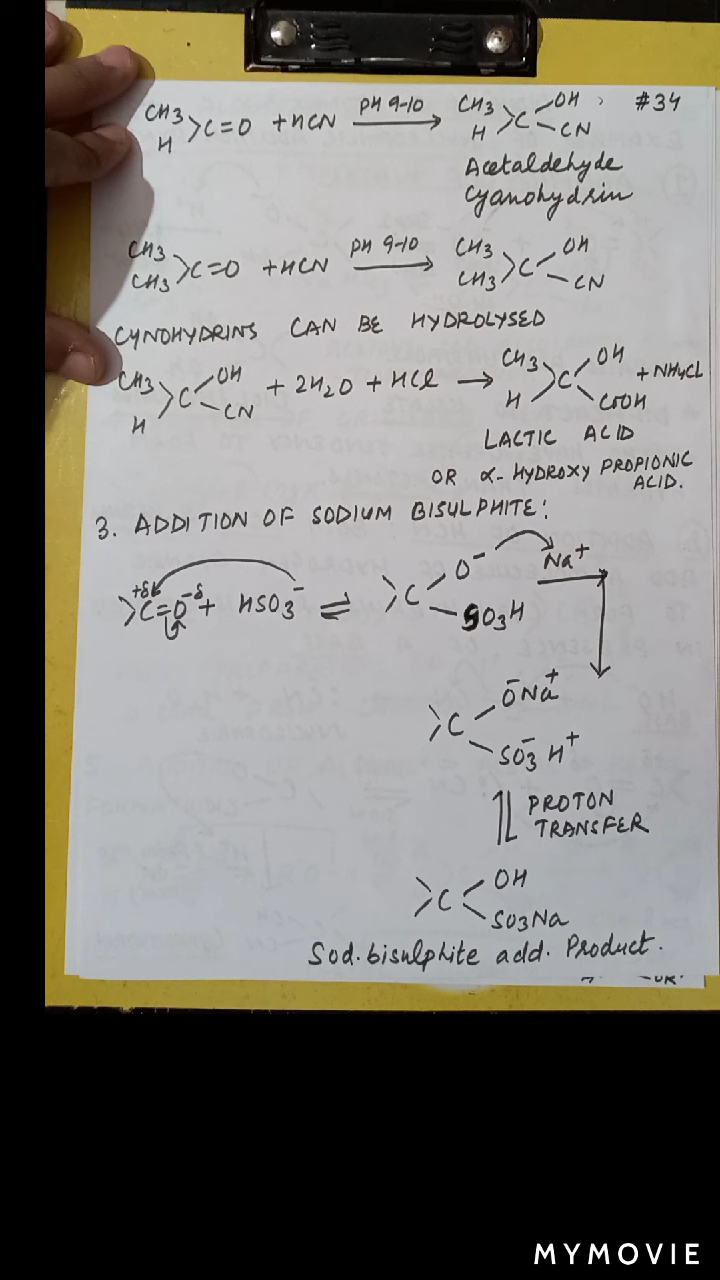 #34
CH3 H >C=O + HCN pH 9-10 → CH3 H >C OH CN
Acetaldehyde
Cyanohydrin
CH3 CH3 >C=O + HCN pH 9-10 → CH3 CH3 >C OH CN
CYNOHYDRINS CAN BE HYDROLYSED
CH3 H >C OH CN + 2H2O + HCl → CH3 H >C OH COOH + NH4Cl
LACTIC ACID
OR α-HYDROXY PROPIONIC
ACID.
3. ADDITION OF SODIUM BISULPHITE:
>C=O +δ -δ + HSO3⁻ ⇌ >C O⁻ SO3H Na⁺ →
>C ŌNa⁺ SO3⁻ H⁺
⇌ PROTON
TRANSFER
>C OH SO3Na
Sod. bisulphite add. Product.
MYMOVIE